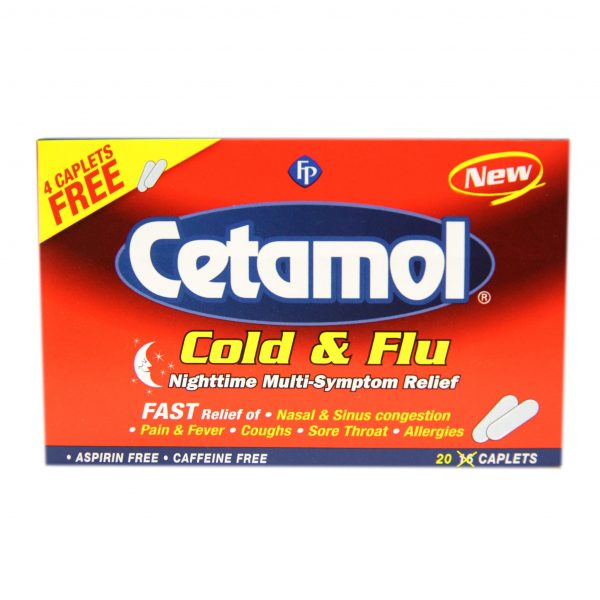 4 CAPLETS
FREE
FP
New
Cetamol®
Cold & Flu
Nighttime Multi-Symptom Relief
FAST Relief of • Nasal & Sinus congestion
• Pain & Fever • Coughs • Sore Throat • Allergies
• ASPIRIN FREE • CAFFEINE FREE
20 16 CAPLETS